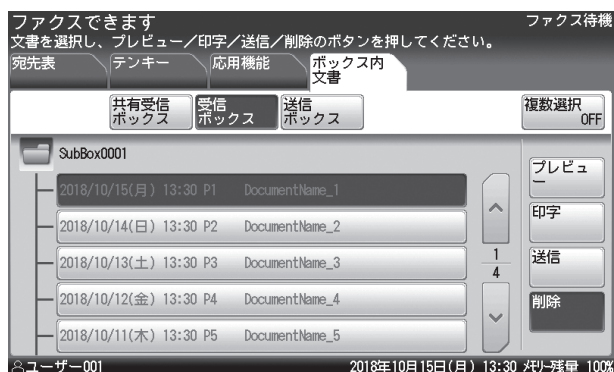 ファクスできます
ファクス待機
文書を選択し、プレビュー／印字／送信／削除のボタンを押してください。
宛先表
テンキー
応用機能
ボックス内
文書
共有受信
ボックス
受信
ボックス
送信
ボックス
複数選択
OFF
SubBox0001
2018/10/15(月) 13:30 P1 DocumentName_1
2018/10/14(日) 13:30 P2 DocumentName_2
2018/10/13(土) 13:30 P3 DocumentName_3
2018/10/12(金) 13:30 P4 DocumentName_4
2018/10/11(木) 13:30 P5 DocumentName_5
1
4
プレビュ
ー
印字
送信
削除
ユーザー001
2018年10月15日(月) 13:30 ﾒﾓﾘｰ残量 100%